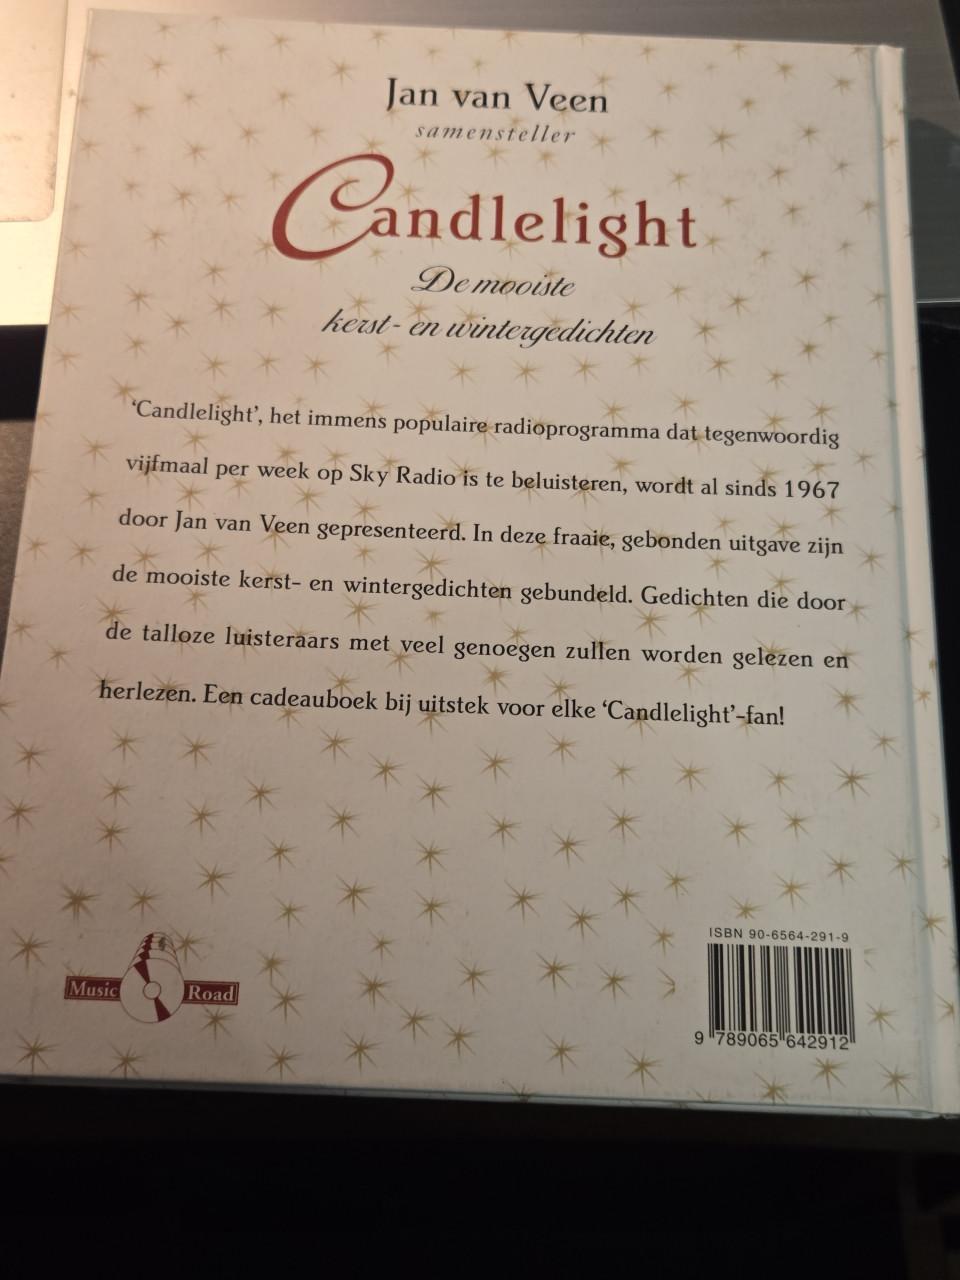 Jan van Veen
samensteller
Candlelight
De mooiste
kerst- en wintergedichten
‘Candlelight’, het immens populaire radioprogramma dat tegenwoordig
vijfmaal per week op Sky Radio is te beluisteren, wordt al sinds 1967
door Jan van Veen gepresenteerd. In deze fraaie, gebonden uitgave zijn
de mooiste kerst- en wintergedichten gebundeld. Gedichten die door
de talloze luisteraars met veel genoegen zullen worden gelezen en
herlezen. Een cadeauboek bij uitstek voor elke ‘Candlelight’-fan!
Music Road
ISBN 90-6564-291-9
9 789065 642912